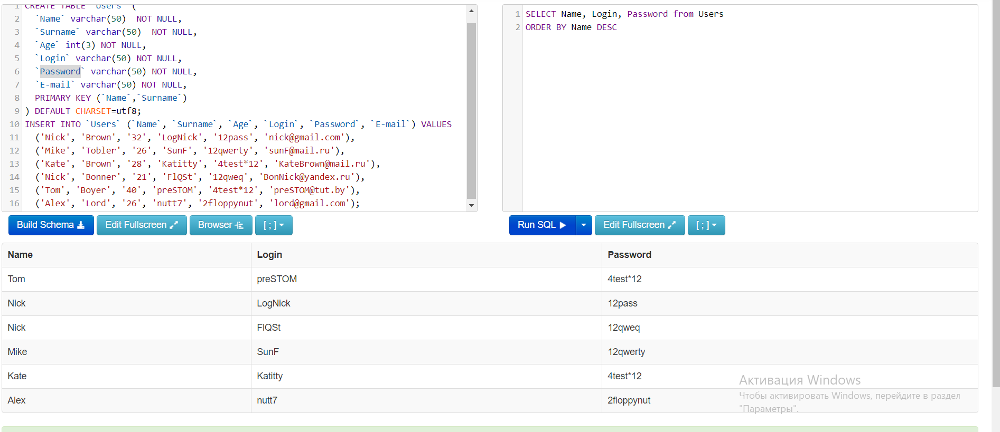 1 CREATE TABLE `Users` (
2 `Name` varchar(50)  NOT NULL,
3 `Surname` varchar(50)  NOT NULL,
4 `Age` int(3) NOT NULL,
5 `Login` varchar(50) NOT NULL,
6 `Password` varchar(50) NOT NULL,
7 `E-mail` varchar(50) NOT NULL,
8 PRIMARY KEY (`Name`,`Surname`)
9 ) DEFAULT CHARSET=utf8;
10 INSERT INTO `Users` (`Name`, `Surname`, `Age`, `Login`, `Password`, `E-mail`) VALUES
11 ('Nick', 'Brown', '32', 'LogNick', '12pass', 'nick@gmail.com'),
12 ('Mike', 'Tobler', '26', 'SunF', '12qwerty', 'sunF@mail.ru'),
13 ('Kate', 'Brown', '28', 'Katitty', '4test*12', 'KateBrown@mail.ru'),
14 ('Nick', 'Bonner', '21', 'FlQSt', '12qweq', 'BonNick@yandex.ru'),
15 ('Tom', 'Boyer', '40', 'preSTOM', '4test*12', 'preSTOM@tut.by'),
16 ('Alex', 'Lord', '26', 'nutt7', '2floppynut', 'lord@gmail.com');
1 SELECT Name, Login, Password from Users
2 ORDER BY Name DESC
Build Schema Edit Fullscreen Browser [ ; ]
Run SQL Edit Fullscreen [ ; ]
Name Login Password
Tom preSTOM 4test*12
Nick LogNick 12pass
Nick FlQSt 12qweq
Mike SunF 12qwerty
Kate Katitty 4test*12
Alex nutt7 2floppynut
Активация Windows
Чтобы активировать Windows, перейдите в раздел
"Параметры".